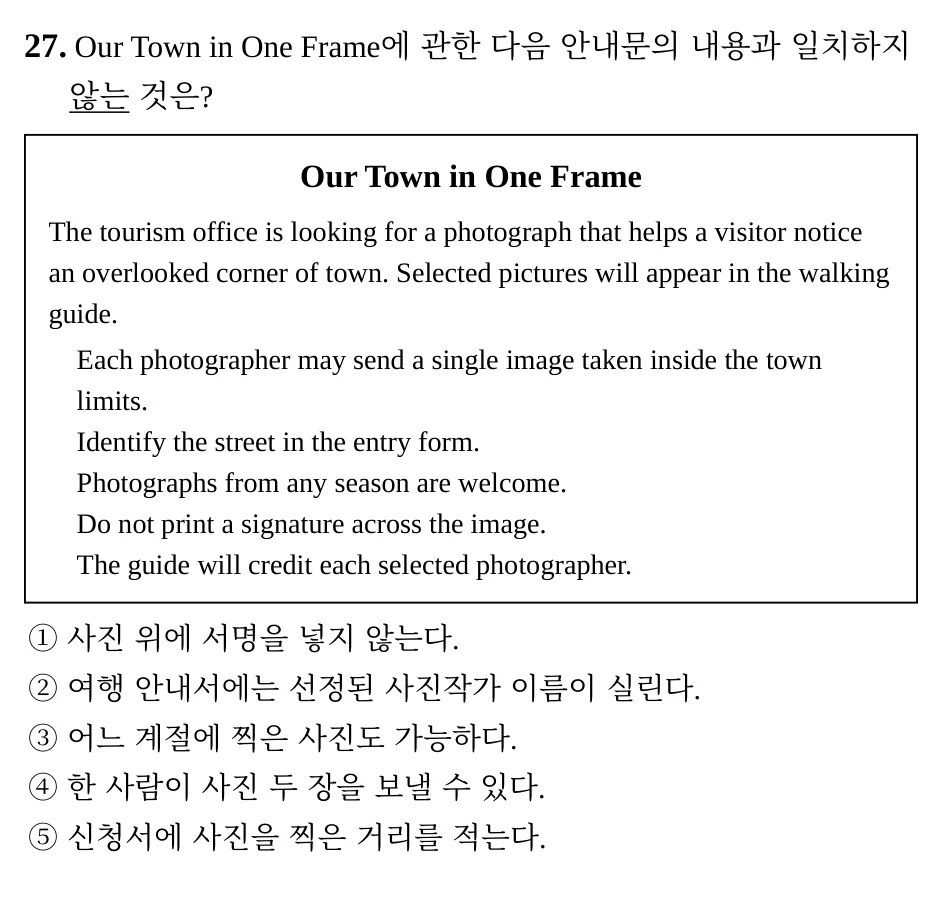 27. Our Town in One Frame에 관한 다음 안내문의 내용과 일치하지
않는 것은?
Our Town in One Frame
The tourism office is looking for a photograph that helps a visitor notice
an overlooked corner of town. Selected pictures will appear in the walking
guide.
Each photographer may send a single image taken inside the town
limits.
Identify the street in the entry form.
Photographs from any season are welcome.
Do not print a signature across the image.
The guide will credit each selected photographer.
① 사진 위에 서명을 넣지 않는다.
② 여행 안내서에는 선정된 사진작가 이름이 실린다.
③ 어느 계절에 찍은 사진도 가능하다.
④ 한 사람이 사진 두 장을 보낼 수 있다.
⑤ 신청서에 사진을 찍은 거리를 적는다.